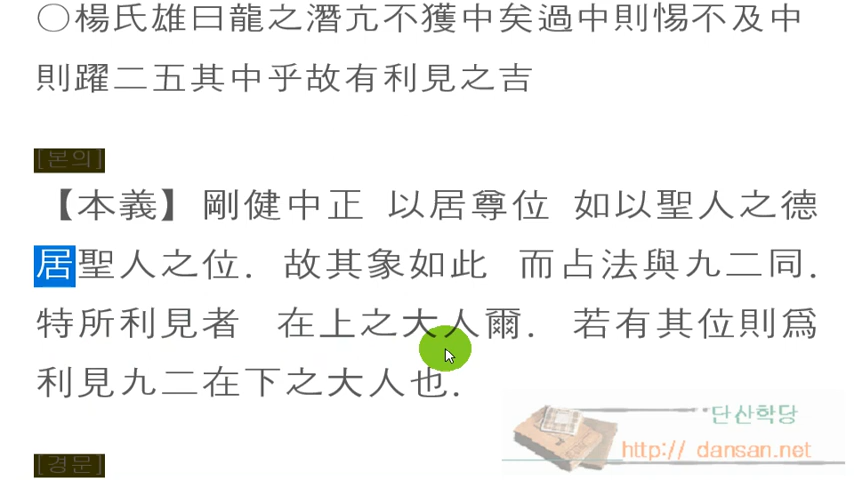 ○楊氏雄曰龍之潛亢不獲中矣過中則惕不及中
則躍二五其中乎故有利見之吉
[본의]
【本義】剛健中正 以居尊位 如以聖人之德
居聖人之位. 故其象如此 而占法與九二同.
特所利見者 在上之大人爾. 若有其位則爲
利見九二在下之大人也.
단산학당
http:// dansan.net
[경문]